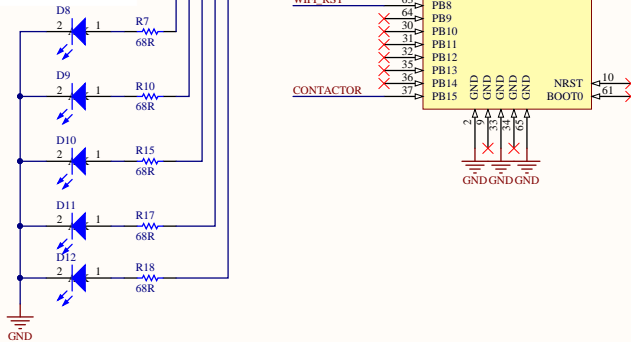 D8
2 1
R7
68R
D9
2 1
R10
68R
D10
2 1
R15
68R
D11
2 1
R17
68R
D12
2 1
R18
68R
GND
WIFI_RST
63 PB8
64 PB9
30 PB10
31 PB11
32 PB12
35 PB13
36 PB14
CONTACTOR 37 PB15
NRST 10
BOOT0 61
GND GND GND GND GND
2 9 33 34 65
GND GND GND